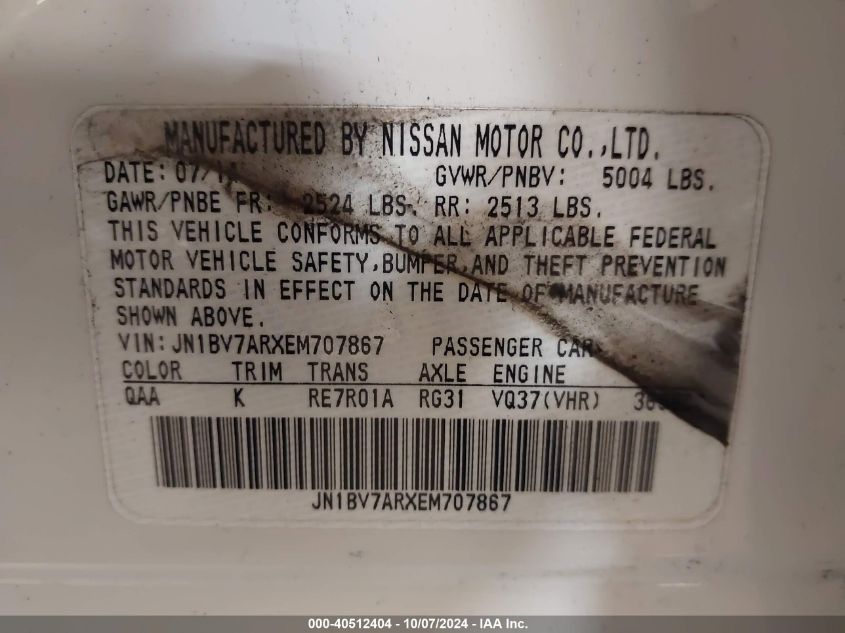 MANUFACTURED BY NISSAN MOTOR CO.,LTD.
DATE: GVWR/PNBV: 5004 LBS.
GAWR/PNBE FR: 2524 LBS. RR: 2513 LBS.
THIS VEHICLE CONFORMS TO ALL APPLICABLE FEDERAL
MOTOR VEHICLE SAFETY,BUMPER,AND THEFT PREVENTION
STANDARDS IN EFFECT ON THE DATE OF MANUFACTURE
SHOWN ABOVE.
VIN:JN1BV7ARXEM707867 PASSENGER CAR
COLOR TRIM TRANS AXLE ENGINE
QAA K RE7R01A RG31 VQ37(VHR)
JN1BV7ARXEM707867
000-40512404 - 10/07/2024 - IAA Inc.